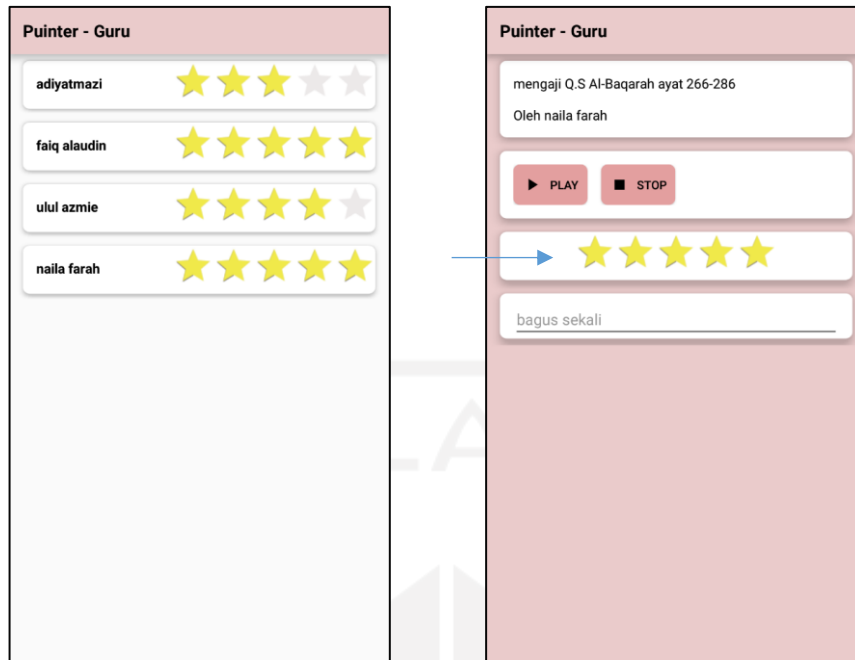 Puinter - Guru
adiyatmazi
faiq alaudin
ulul azmie
naila farah
Puinter - Guru
mengaji Q.S Al-Baqarah ayat 266-286
Oleh naila farah
PLAY STOP
bagus sekali